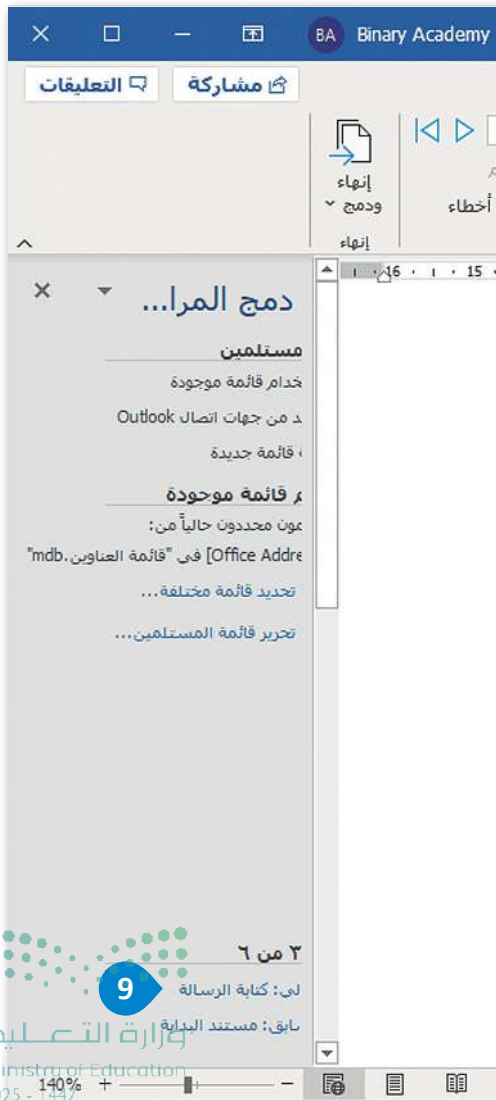 BA Binary Academy
مشاركة
التعليقات
إنهاء
ودمج
أخطاء
إنهاء
16 · ı · 15
دمج المرا...
مستلمين
خدام قائمة موجودة
د من جهات اتصال Outlook
قائمة جديدة
م قائمة موجودة
مون محددون حالياً من:
Office Addre] في "قائمة العناوين.mdb"
تحديد قائمة مختلفة...
تحرير قائمة المستلمين...
٣ من ٦
لي: كتابة الرسالة
9
سابق: مستند البداية
وزارة التعليم
Ministry of Education
2025 - 1447
140%